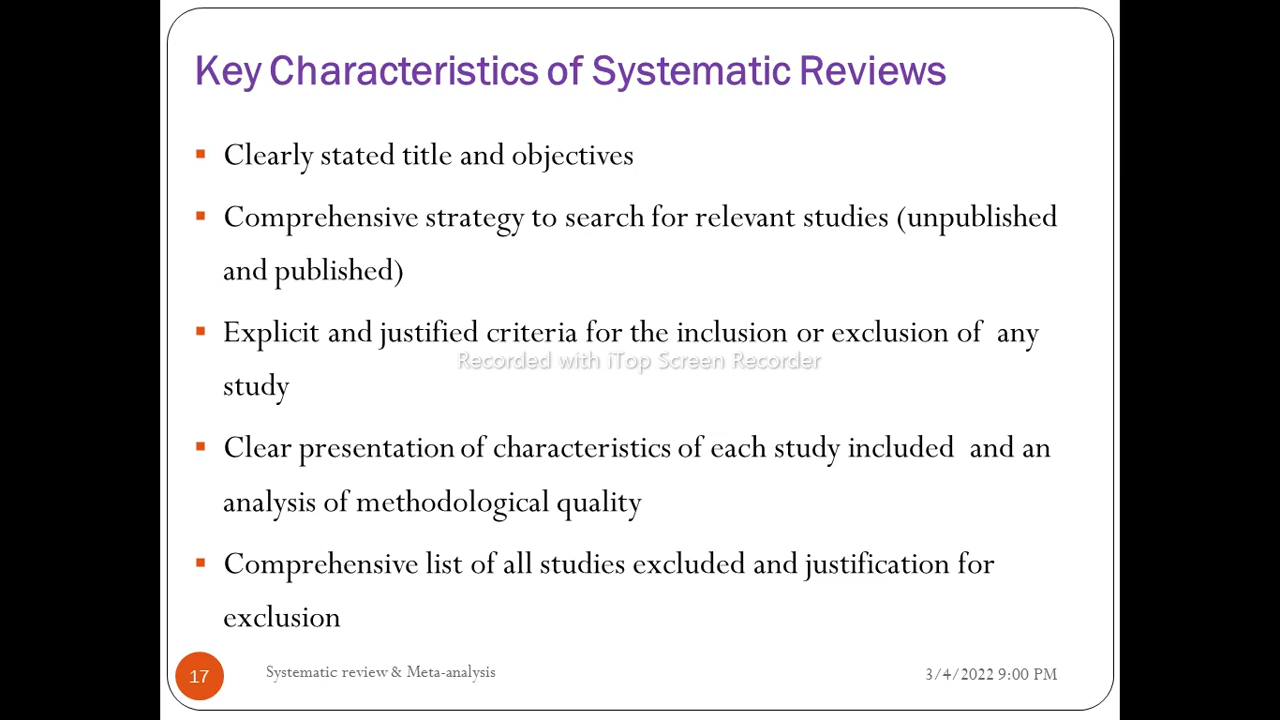 Key Characteristics of Systematic Reviews
▪ Clearly stated title and objectives
▪ Comprehensive strategy to search for relevant studies (unpublished
and published)
▪ Explicit and justified criteria for the inclusion or exclusion of any
Recorded with iTop Screen Recorder
study
▪ Clear presentation of characteristics of each study included and an
analysis of methodological quality
▪ Comprehensive list of all studies excluded and justification for
exclusion
17 Systematic review & Meta-analysis 3/4/2022 9:00 PM